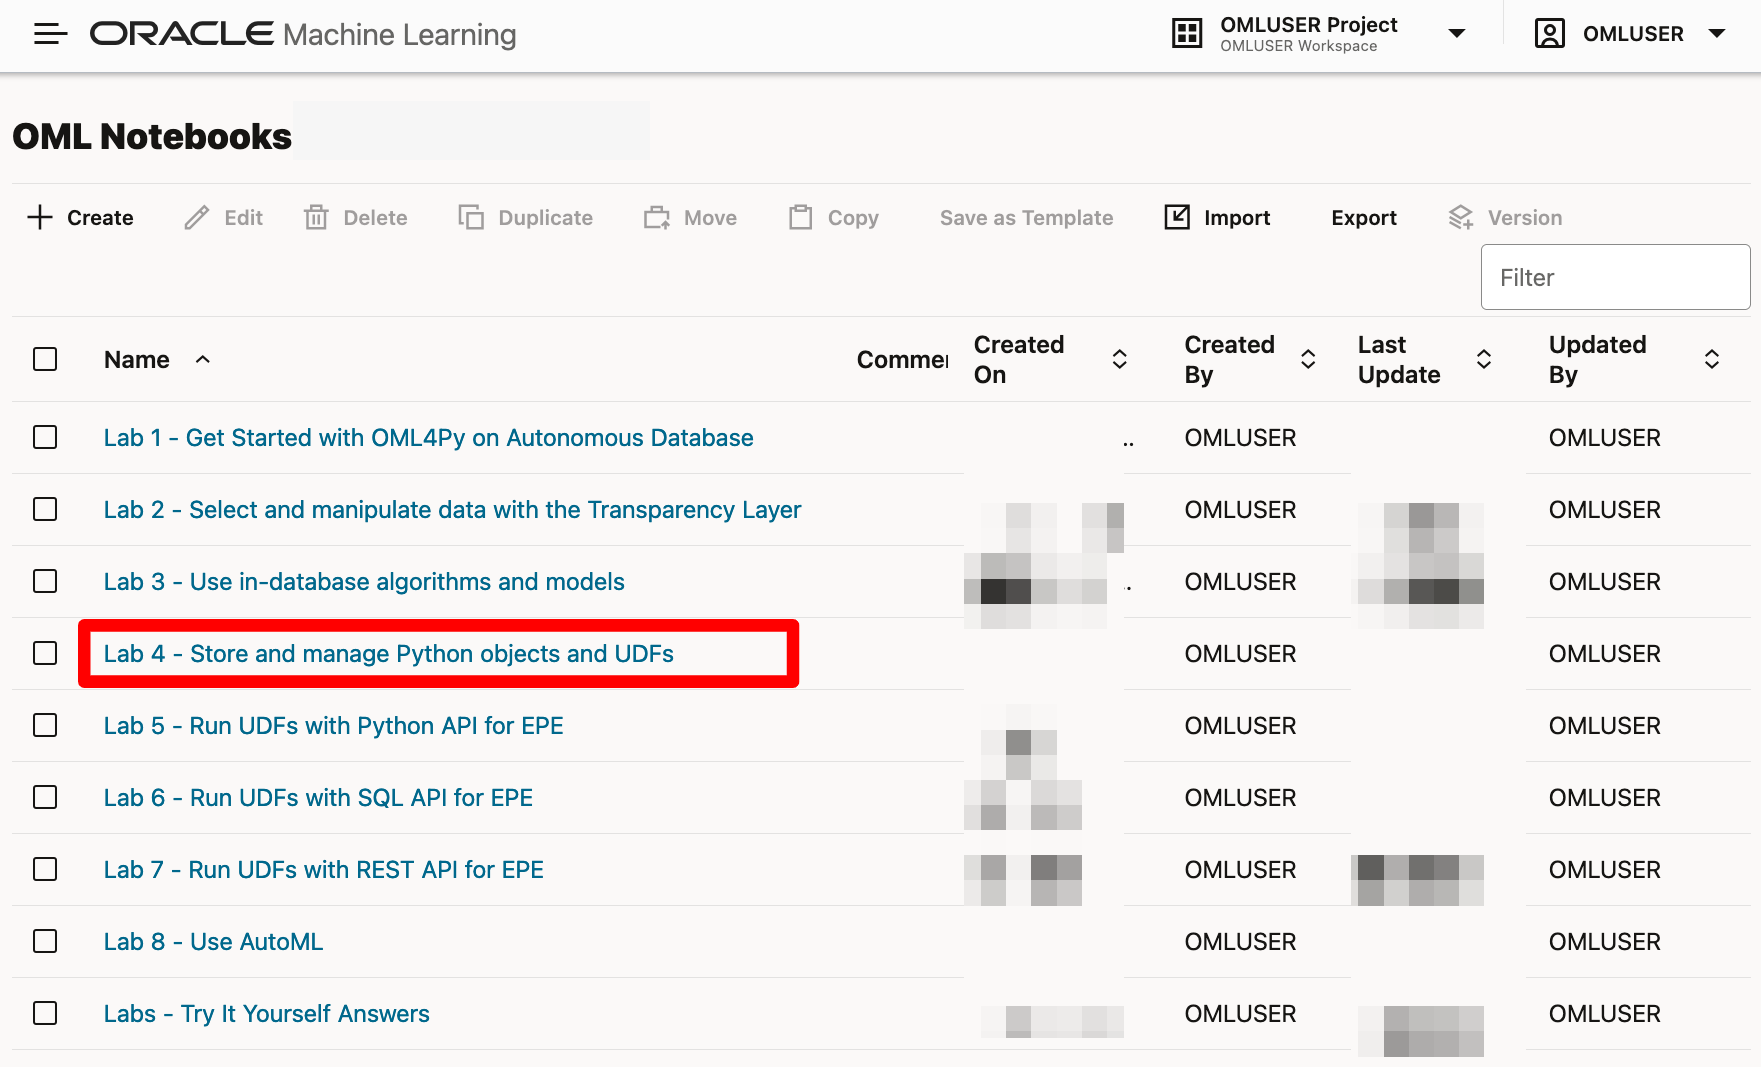 ORACLE Machine Learning
OMLUSER Project
OMLUSER Workspace
OMLUSER
OML Notebooks
Create Edit Delete Duplicate Move Copy Save as Template Import Export Version
Filter
Name Commen Created On Created By Last Update Updated By
Lab 1 - Get Started with OML4Py on Autonomous Database .. OMLUSER OMLUSER
Lab 2 - Select and manipulate data with the Transparency Layer OMLUSER OMLUSER
Lab 3 - Use in-database algorithms and models . OMLUSER OMLUSER
Lab 4 - Store and manage Python objects and UDFs OMLUSER OMLUSER
Lab 5 - Run UDFs with Python API for EPE OMLUSER OMLUSER
Lab 6 - Run UDFs with SQL API for EPE OMLUSER OMLUSER
Lab 7 - Run UDFs with REST API for EPE OMLUSER OMLUSER
Lab 8 - Use AutoML OMLUSER OMLUSER
Labs - Try It Yourself Answers OMLUSER OMLUSER